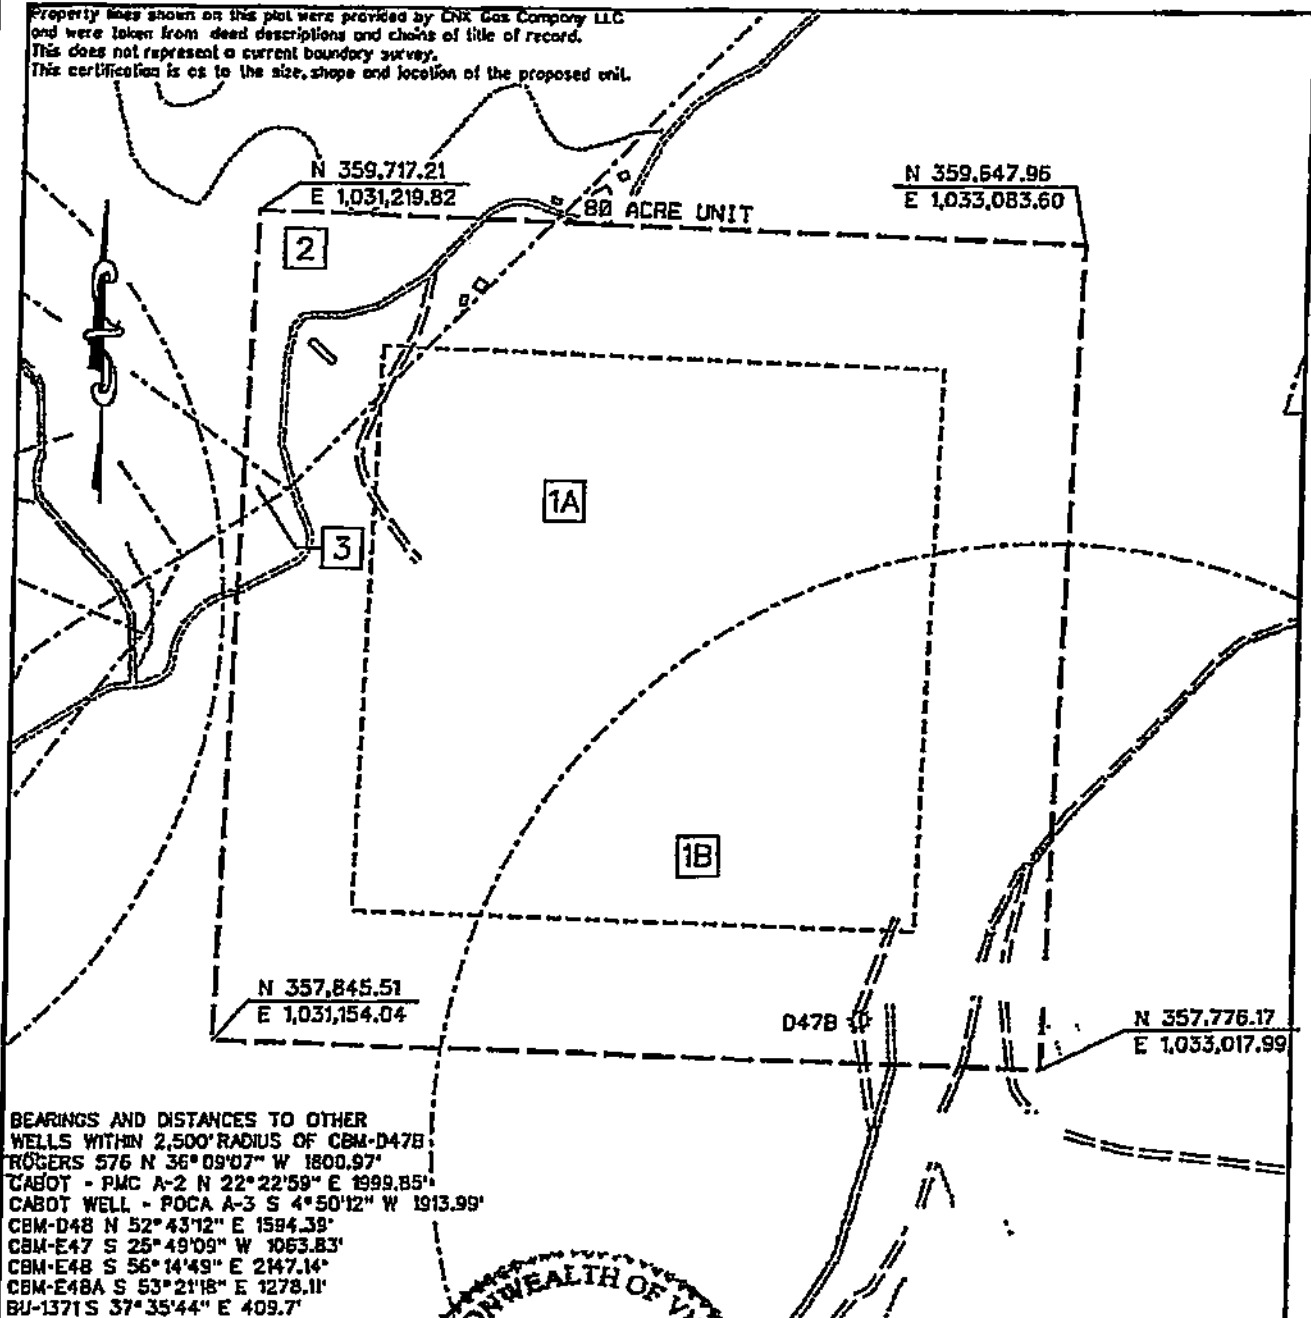 Property lines shown on this plat were provided by CNX Gas Company LLC
and were taken from deed descriptions and chains of title of record.
This does not represent a current boundary survey.
This certification is as to the size, shape and location of the proposed unit.
N 359,717.21
E 1,031,219.82
N 359,647.96
E 1,033,083.60
80 ACRE UNIT
2
1A
3
1B
N 357,845.51
E 1,031,154.04
D47B
N 357,776.17
E 1,033,017.99
BEARINGS AND DISTANCES TO OTHER
WELLS WITHIN 2,500' RADIUS OF CBM-D47B
ROGERS 576 N 36°09'07" W 1800.97'
CABOT - PMC A-2 N 22°22'59" E 1999.85'
CABOT WELL - POCA A-3 S 4°50'12" W 1913.99'
CBM-D48 N 52°43'12" E 1594.39'
CBM-E47 S 25°49'09" W 1063.83'
CBM-E48 S 56°14'49" E 2147.14'
CBM-E48A S 53°21'18" E 1278.11'
BU-1371 S 37°35'44" E 409.7'
ONWEALTH OF V